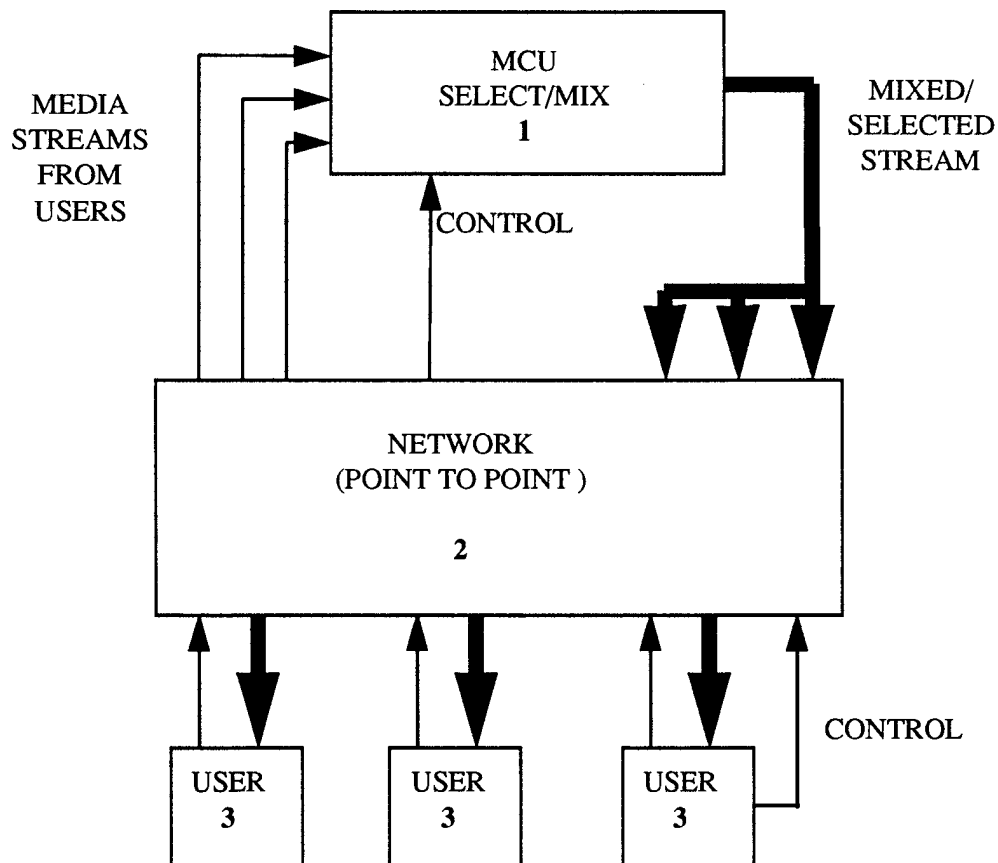 MCU
SELECT/MIX
1
MEDIA
STREAMS
FROM
USERS
MIXED/
SELECTED
STREAM
CONTROL
NETWORK
(POINT TO POINT )
2
CONTROL
USER
3
USER
3
USER
3